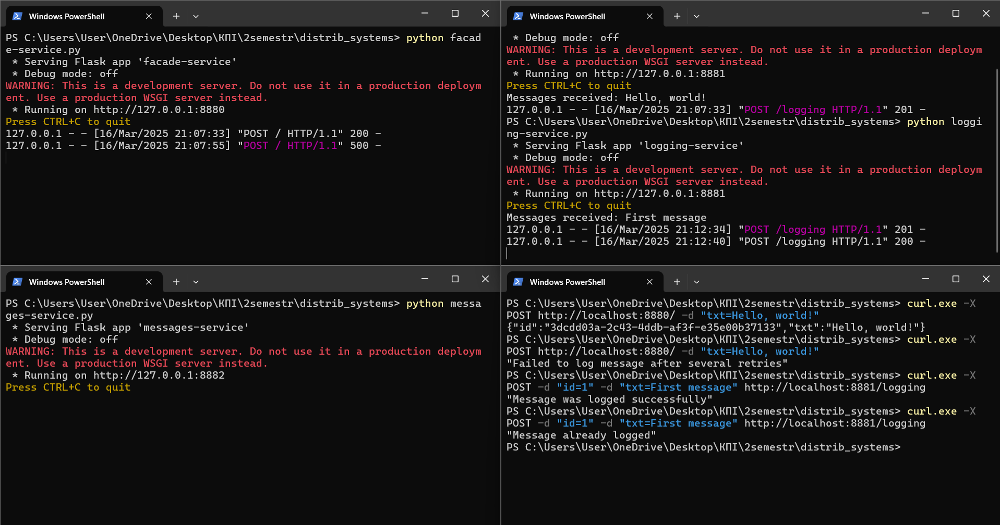 Windows PowerShell
PS C:\Users\User\OneDrive\Desktop\КПІ\2semestr\distrib_systems> python facad
e-service.py
 * Serving Flask app 'facade-service'
 * Debug mode: off
WARNING: This is a development server. Do not use it in a production deploym
ent. Use a production WSGI server instead.
 * Running on http://127.0.0.1:8880
Press CTRL+C to quit
127.0.0.1 - - [16/Mar/2025 21:07:33] "POST / HTTP/1.1" 200 -
127.0.0.1 - - [16/Mar/2025 21:07:55] "POST / HTTP/1.1" 500 -
Windows PowerShell
 * Debug mode: off
WARNING: This is a development server. Do not use it in a production deploym
ent. Use a production WSGI server instead.
 * Running on http://127.0.0.1:8881
Press CTRL+C to quit
Messages received: Hello, world!
127.0.0.1 - - [16/Mar/2025 21:07:33] "POST /logging HTTP/1.1" 201 -
PS C:\Users\User\OneDrive\Desktop\КПІ\2semestr\distrib_systems> python loggi
ng-service.py
 * Serving Flask app 'logging-service'
 * Debug mode: off
WARNING: This is a development server. Do not use it in a production deploym
ent. Use a production WSGI server instead.
 * Running on http://127.0.0.1:8881
Press CTRL+C to quit
Messages received: First message
127.0.0.1 - - [16/Mar/2025 21:12:34] "POST /logging HTTP/1.1" 201 -
127.0.0.1 - - [16/Mar/2025 21:12:40] "POST /logging HTTP/1.1" 200 -
Windows PowerShell
PS C:\Users\User\OneDrive\Desktop\КПІ\2semestr\distrib_systems> python messa
ges-service.py
 * Serving Flask app 'messages-service'
 * Debug mode: off
WARNING: This is a development server. Do not use it in a production deploym
ent. Use a production WSGI server instead.
 * Running on http://127.0.0.1:8882
Press CTRL+C to quit
Windows PowerShell
PS C:\Users\User\OneDrive\Desktop\КПІ\2semestr\distrib_systems> curl.exe -X
POST http://localhost:8880/ -d "txt=Hello, world!"
{"id":"3dcdd03a-2c43-4ddb-af3f-e35e00b37133","txt":"Hello, world!"}
PS C:\Users\User\OneDrive\Desktop\КПІ\2semestr\distrib_systems> curl.exe -X
POST http://localhost:8880/ -d "txt=Hello, world!"
"Failed to log message after several retries"
PS C:\Users\User\OneDrive\Desktop\КПІ\2semestr\distrib_systems> curl.exe -X
POST -d "id=1" -d "txt=First message" http://localhost:8881/logging
"Message was logged successfully"
PS C:\Users\User\OneDrive\Desktop\КПІ\2semestr\distrib_systems> curl.exe -X
POST -d "id=1" -d "txt=First message" http://localhost:8881/logging
"Message already logged"
PS C:\Users\User\OneDrive\Desktop\КПІ\2semestr\distrib_systems>